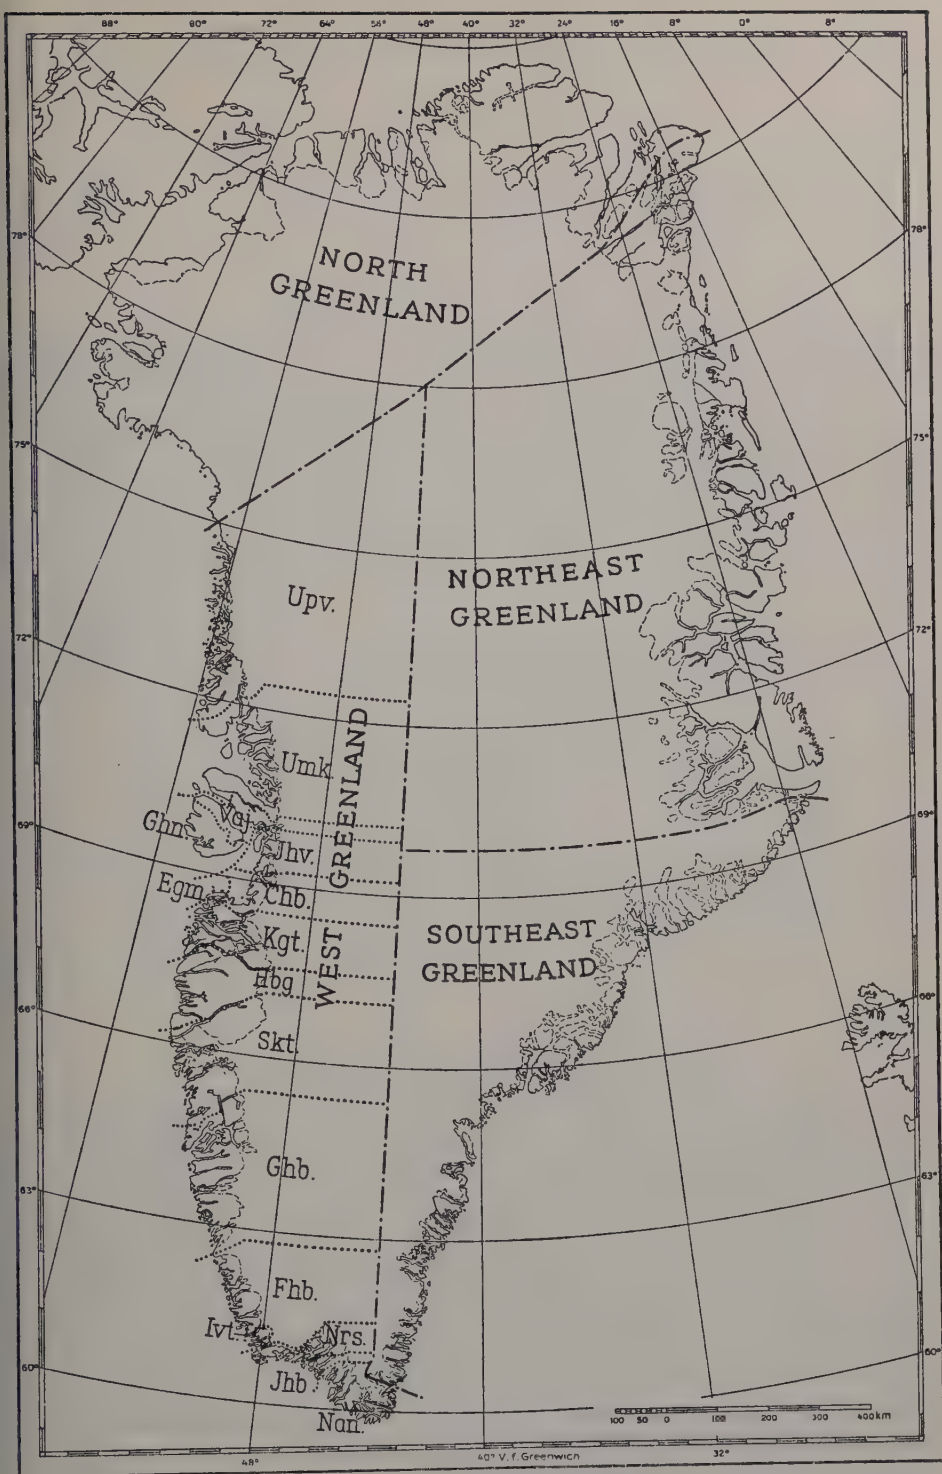 88° 80° 72° 64° 56° 48° 40° 32° 24° 16° 8° 0° 8°
78° 78°
NORTH
GREENLAND
75° 75°
NORTHEAST
GREENLAND
Upv.
72° 72°
WEST GREENLAND
Umk.
Vaj.
Ghn.
69° 69°
Jhv.
Egm.
Chb.
Kgt.
SOUTHEAST
GREENLAND
Hbg
66° 66°
Skt.
Ghb.
63° 63°
Fhb.
Ivt.
Nrs.
60° 60°
Jhb
Nan.
100 50 0 100 200 300 400km
48° 40° V. f. Greenwich 32°